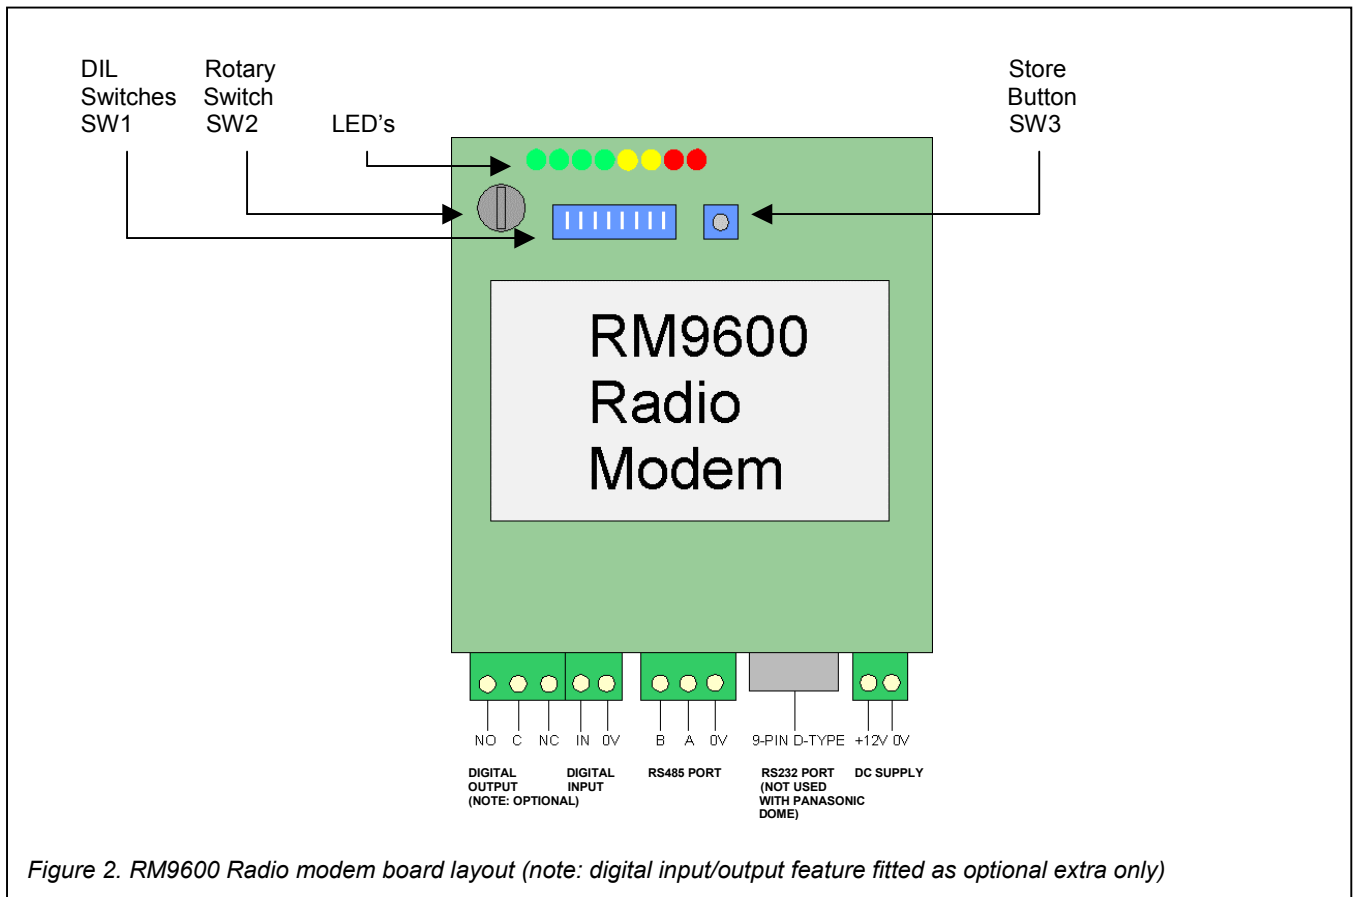 DIL
Switches
SW1
Rotary
Switch
SW2
LED's
Store
Button
SW3
RM9600
Radio
Modem
NO C NC IN 0V B A 0V 9-PIN D-TYPE +12V 0V
DIGITAL
OUTPUT
(NOTE: OPTIONAL)
DIGITAL
INPUT
RS485 PORT
RS232 PORT
(NOT USED
WITH PANASONIC
DOME)
DC SUPPLY
Figure 2. RM9600 Radio modem board layout (note: digital input/output feature fitted as optional extra only)